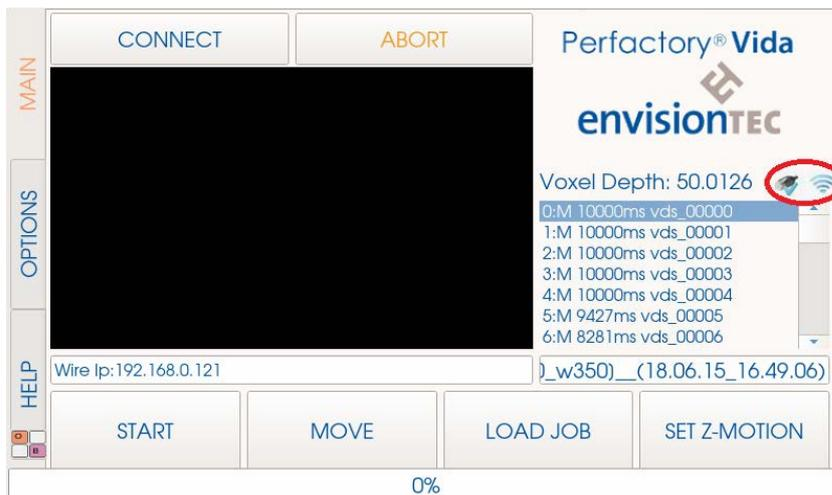 CONNECT
ABORT
Perfactory® Vida
envisionTEC
MAIN
OPTIONS
HELP
Voxel Depth: 50.0126
0:M 10000ms vds_00000
1:M 10000ms vds_00001
2:M 10000ms vds_00002
3:M 10000ms vds_00003
4:M 10000ms vds_00004
5:M 9427ms vds_00005
6:M 8281ms vds_00006
Wire Ip:192.168.0.121
)_w350)__(18.06.15_16.49.06)
START
MOVE
LOAD JOB
SET Z-MOTION
O
B
0%